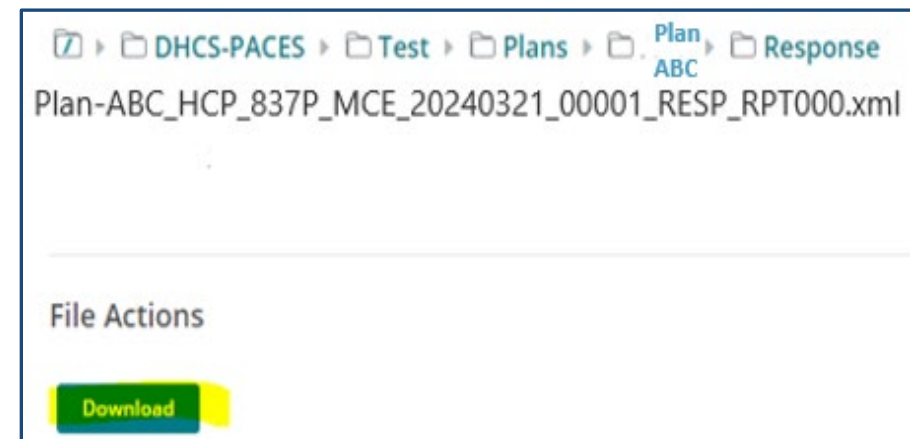 DHCS-PACES Test Plans Plan ABC Response
Plan-ABC_HCP_837P_MCE_20240321_00001_RESP_RPT000.xml
File Actions
Download